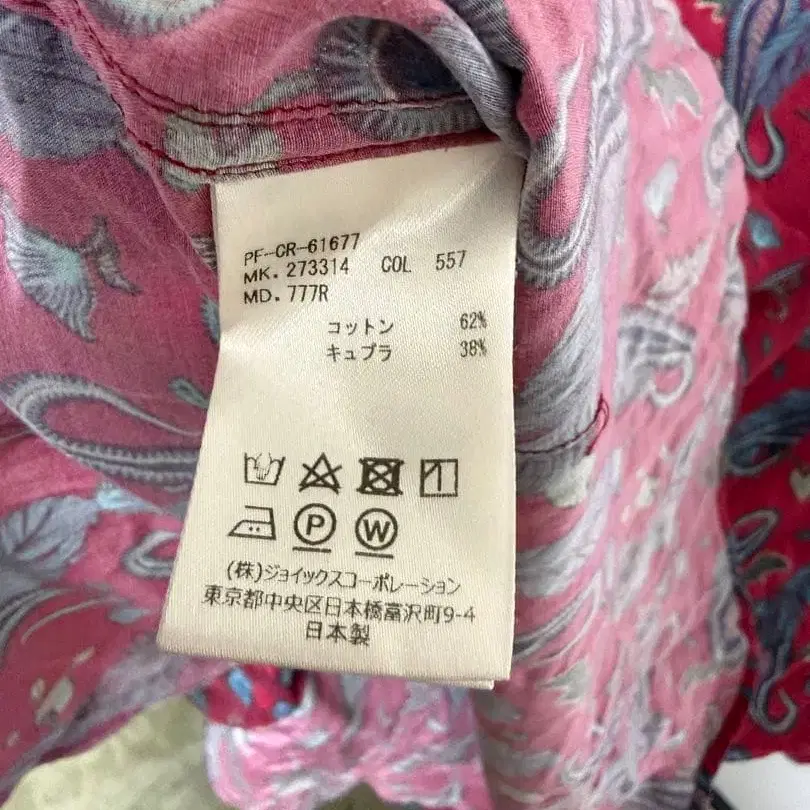 PF-CR-61677
MK. 273314 COL 557
MD. 777R
コットン 62%
キュプラ 38%
P W
(株)ジョイックスコーポレーション
東京都中央区日本橋富沢町9-4
日本製